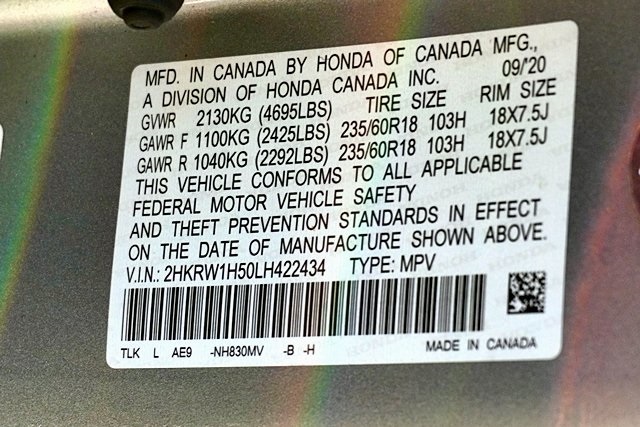 MFD. IN CANADA BY HONDA OF CANADA MFG.,
A DIVISION OF HONDA CANADA INC. 09/'20
GVWR 2130KG (4695LBS) TIRE SIZE RIM SIZE
GAWR F 1100KG (2425LBS) 235/60R18 103H 18X7.5J
GAWR R 1040KG (2292LBS) 235/60R18 103H 18X7.5J
THIS VEHICLE CONFORMS TO ALL APPLICABLE
FEDERAL MOTOR VEHICLE SAFETY
AND THEFT PREVENTION STANDARDS IN EFFECT
ON THE DATE OF MANUFACTURE SHOWN ABOVE.
V.I.N.: 2HKRW1H50LH422434 TYPE: MPV
TLK L AE9 -NH830MV -B -H MADE IN CANADA